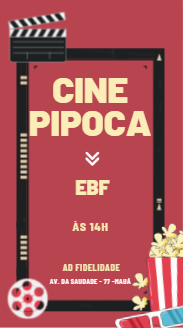 CINE
PIPOCA
EBF
ÀS 14H
AD FIDELIDADE
AV. DA SAUDADE - 77 -MAUÁ